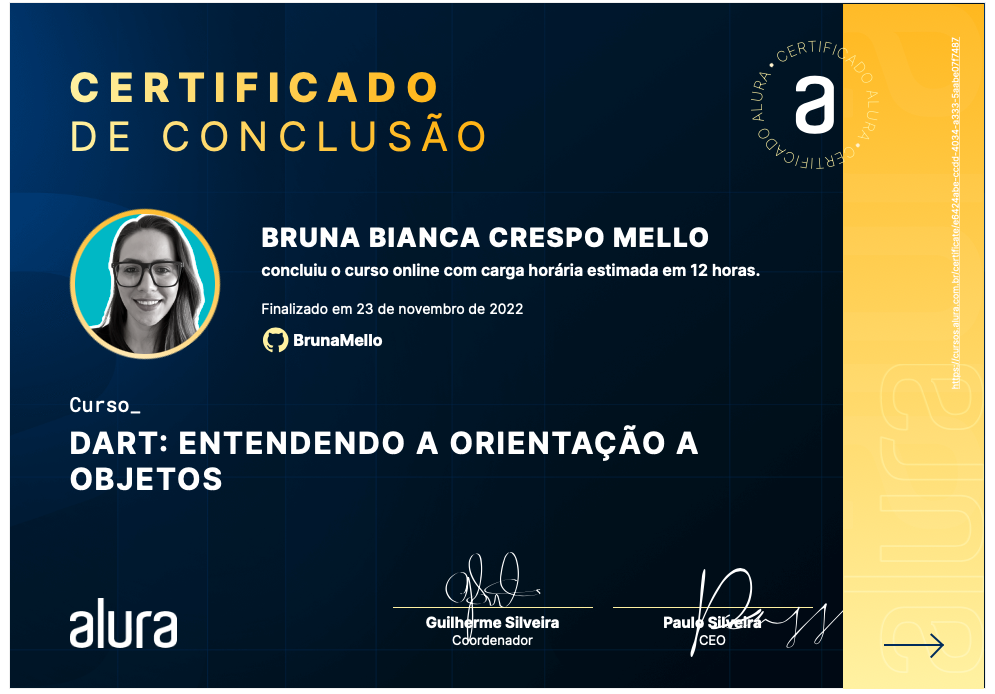 CERTIFICADO
DE CONCLUSÃO
CERTIFICADO ALURA • CERTIFICADO ALURA •
a
BRUNA BIANCA CRESPO MELLO
concluiu o curso online com carga horária estimada em 12 horas.
Finalizado em 23 de novembro de 2022
BrunaMello
Curso_
DART: ENTENDENDO A ORIENTAÇÃO A
OBJETOS
alura
Guilherme Silveira
Coordenador
Paulo Silveira
CEO
https://cursos.alura.com.br/certificate/e6424abe-ccdd-4034-a333-5aabe07f7487
alura